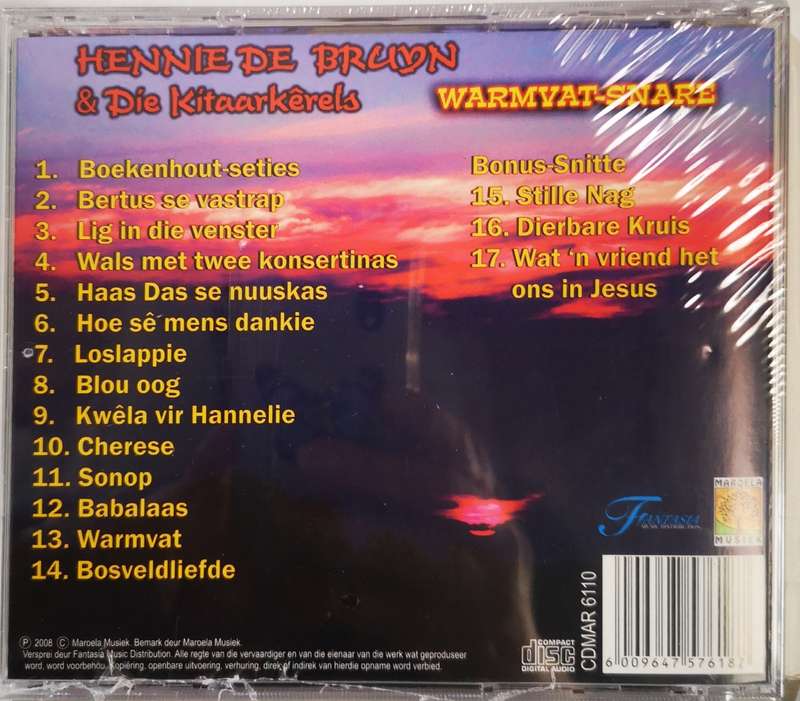 HENNIE DE BRUYN
& Die Kitaarkêrels
WARMVAT-SNARE
1. Boekenhout-seties
2. Bertus se vastrap
3. Lig in die venster
4. Wals met twee konsertinas
5. Haas Das se nuuskas
6. Hoe sê mens dankie
7. Loslappie
8. Blou oog
9. Kwêla vir Hannelie
10. Cherese
11. Sonop
12. Babalaas
13. Warmvat
14. Bosveldliefde
Bonus-Snitte
15. Stille Nag
16. Dierbare Kruis
17. Wat 'n vriend het
ons in Jesus
FANTASIA
MUSIC DISTRIBUTION
MAROELA
MUSIEK
℗ 2008 © Maroela Musiek. Bemark deur Maroela Musiek.
Versprei deur Fantasia Music Distribution. Alle regte van die vervaardiger en van die eienaar van die werk wat geproduseer
word, word voorbehou. Kopiëring, openbare uitvoering, verhuring, direk of indirek van hierdie opname word verbied.
COMPACT
disc
DIGITAL AUDIO
CDMAR 6110
6 009647 576182